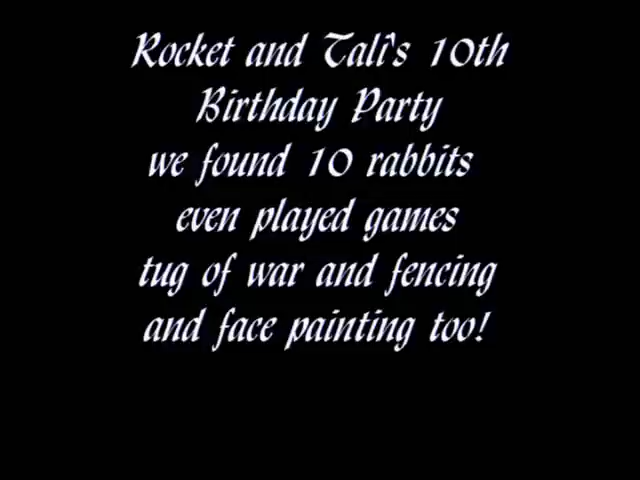 Rocket and Tali's 10th
Birthday Party
we found 10 rabbits
even played games
tug of war and fencing
and face painting too!